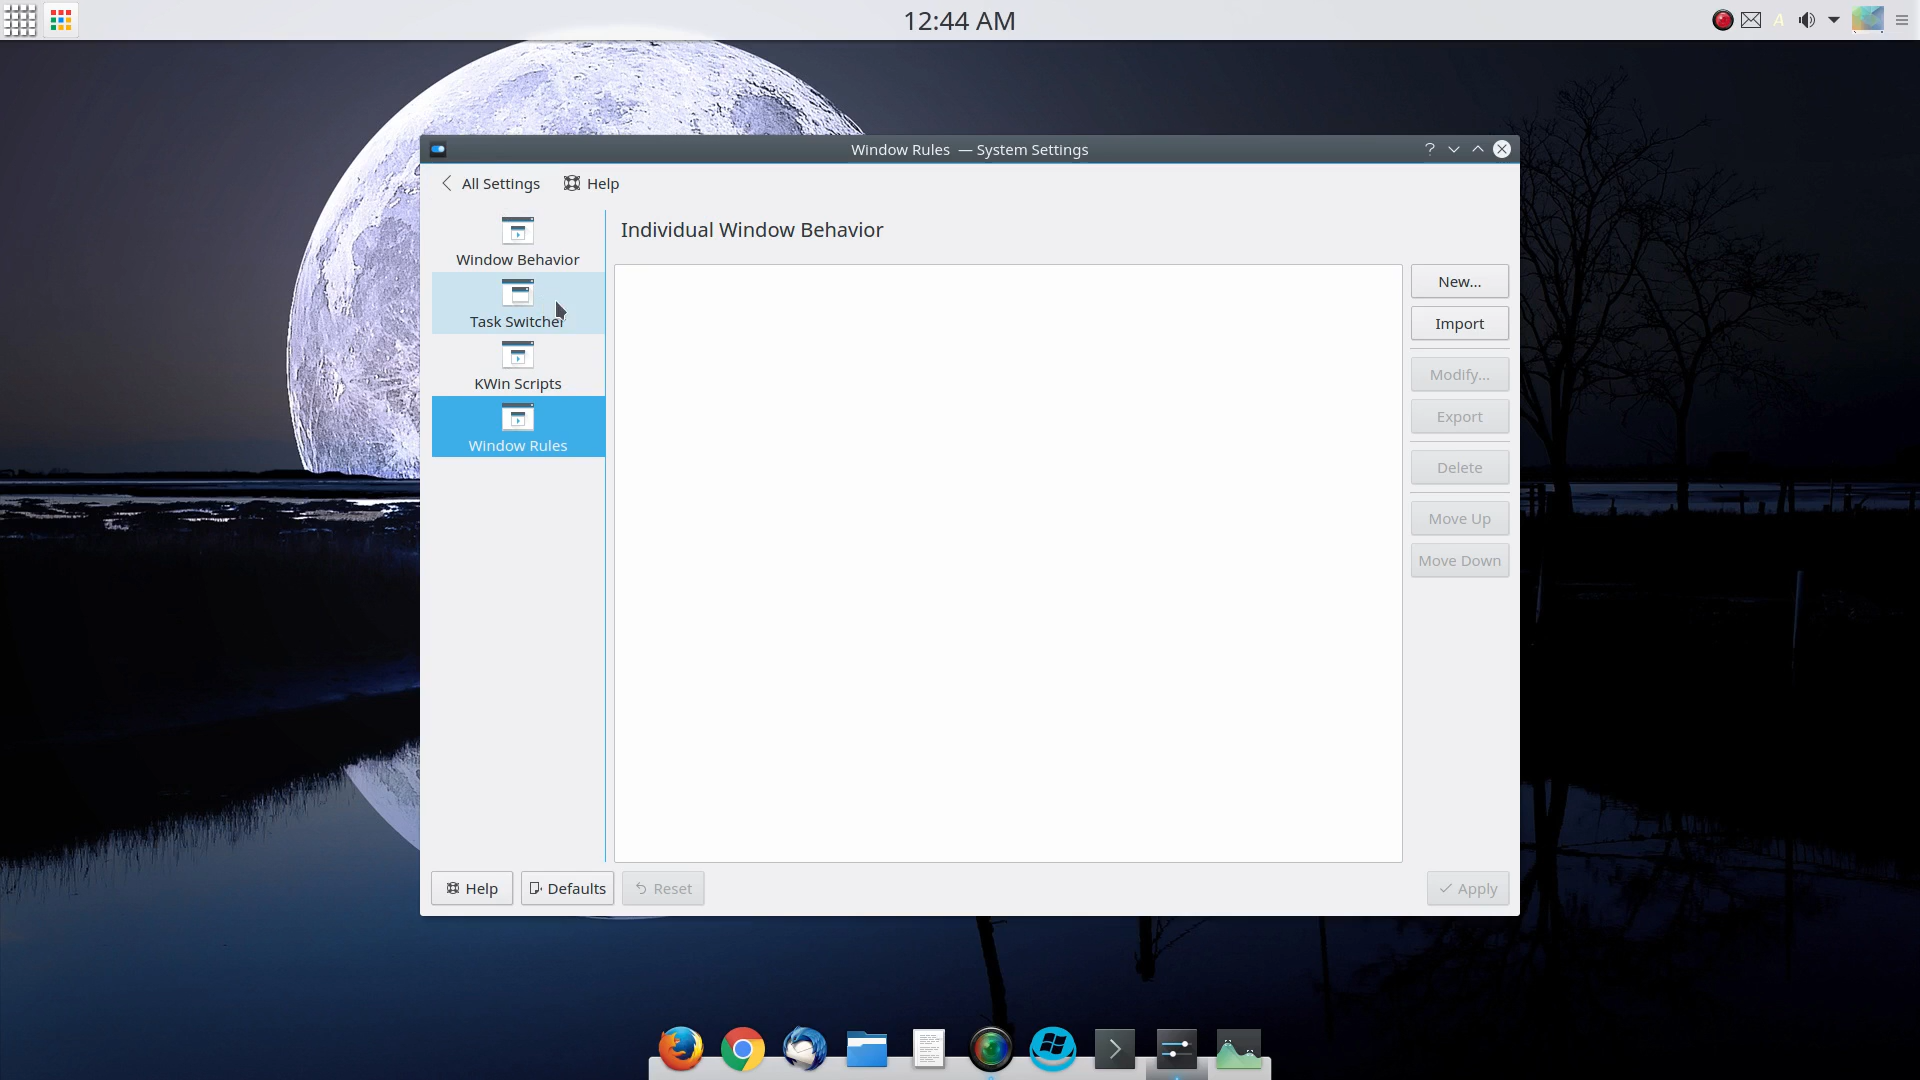 12:44 AM
A
Window Rules — System Settings
All Settings Help
Window Behavior
Task Switcher
KWin Scripts
Window Rules
Individual Window Behavior
New...
Import
Modify...
Export
Delete
Move Up
Move Down
Help Defaults Reset Apply